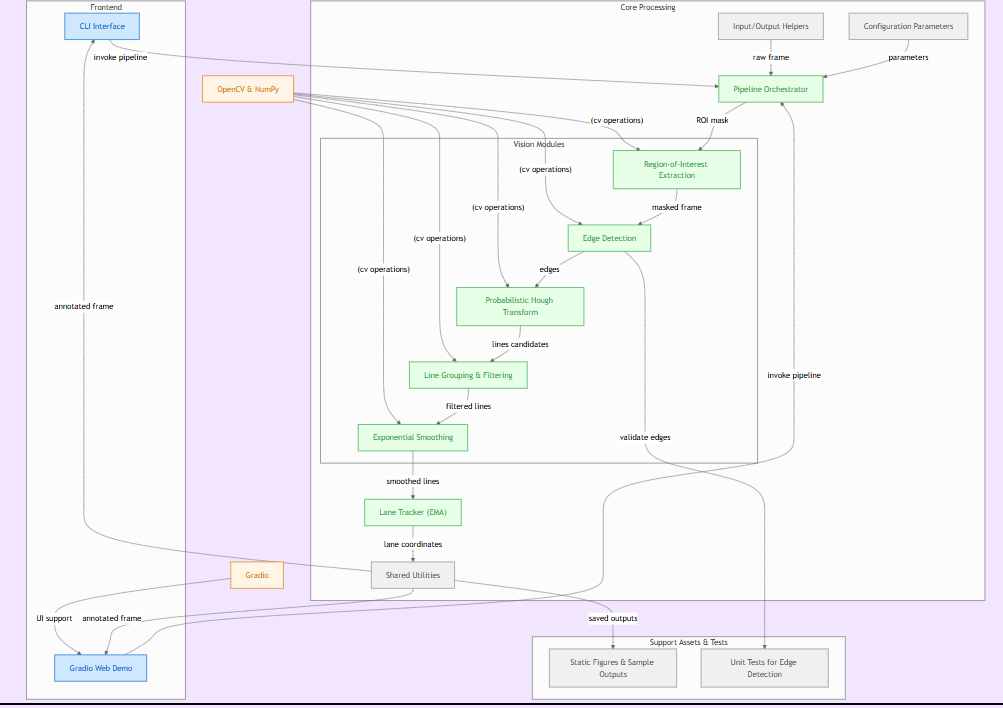 Frontend
Core Processing
CLI Interface
Input/Output Helpers
Configuration Parameters
invoke pipeline
raw frame
parameters
OpenCV & NumPy
Pipeline Orchestrator
(cv operations)
ROI mask
Vision Modules
Region-of-Interest
Extraction
(cv operations)
(cv operations)
masked frame
(cv operations)
Edge Detection
(cv operations)
edges
Probabilistic Hough
Transform
annotated frame
lines candidates
Line Grouping & Filtering
invoke pipeline
filtered lines
Exponential Smoothing
validate edges
smoothed lines
Lane Tracker (EMA)
lane coordinates
Gradio
Shared Utilities
UI support
annotated frame
saved outputs
Support Assets & Tests
Gradio Web Demo
Static Figures & Sample
Outputs
Unit Tests for Edge
Detection